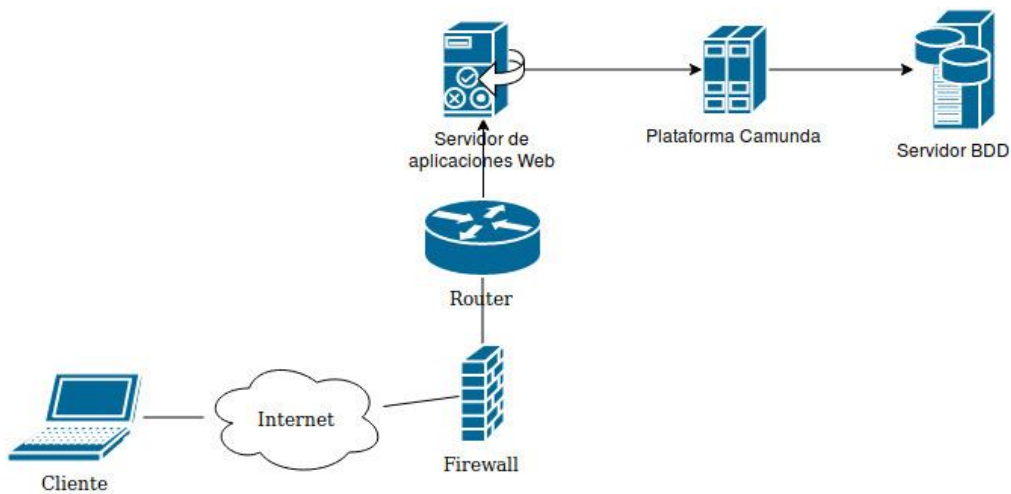 Servidor de
aplicaciones Web
Plataforma Camunda
Servidor BDD
Router
Internet
Firewall
Cliente